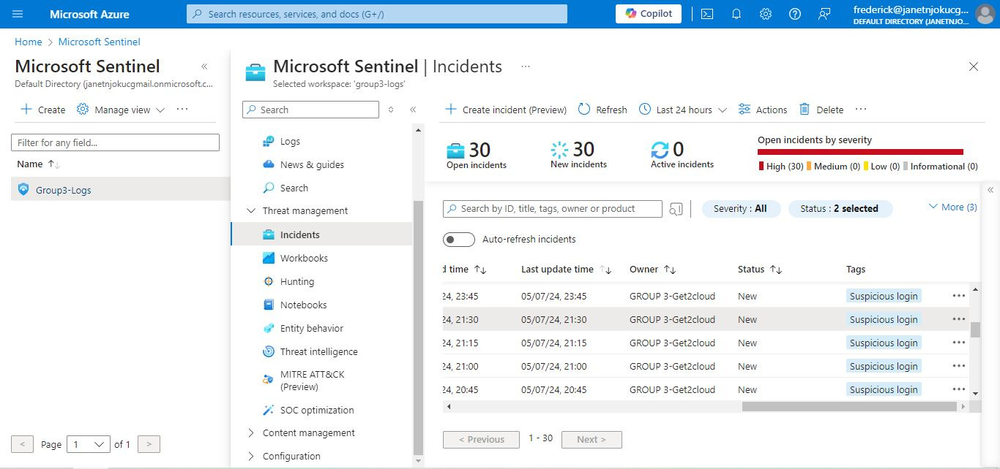 Microsoft Azure
Search resources, services, and docs (G+/)
Copilot
frederick@janetnjokucg...
DEFAULT DIRECTORY (JANETNJO...
Home > Microsoft Sentinel
Microsoft Sentinel
Default Directory (janetnjokucgmail.onmicrosoft.c...
Create Manage view ...
Filter for any field...
Name
Group3-Logs
< Page 1 of 1 >
Microsoft Sentinel | Incidents ...
Selected workspace: 'group3-logs'
Search
Logs
News & guides
Search
Threat management
Incidents
Workbooks
Hunting
Notebooks
Entity behavior
Threat intelligence
MITRE ATT&CK
(Preview)
SOC optimization
Content management
Configuration
Create incident (Preview) Refresh Last 24 hours Actions Delete ...
30
Open incidents
30
New incidents
0
Active incidents
Open incidents by severity
High (30) Medium (0) Low (0) Informational (0)
Search by ID, title, tags, owner or product
Severity : All
Status : 2 selected
More (3)
Auto-refresh incidents
d time Last update time Owner Status Tags
24, 23:45 05/07/24, 23:45 GROUP 3-Get2cloud New Suspicious login ...
24, 21:30 05/07/24, 21:30 GROUP 3-Get2cloud New Suspicious login ...
24, 21:15 05/07/24, 21:15 GROUP 3-Get2cloud New Suspicious login ...
24, 21:00 05/07/24, 21:00 GROUP 3-Get2cloud New Suspicious login ...
24, 20:45 05/07/24, 20:45 GROUP 3-Get2cloud New Suspicious login ...
< Previous 1 - 30 Next >